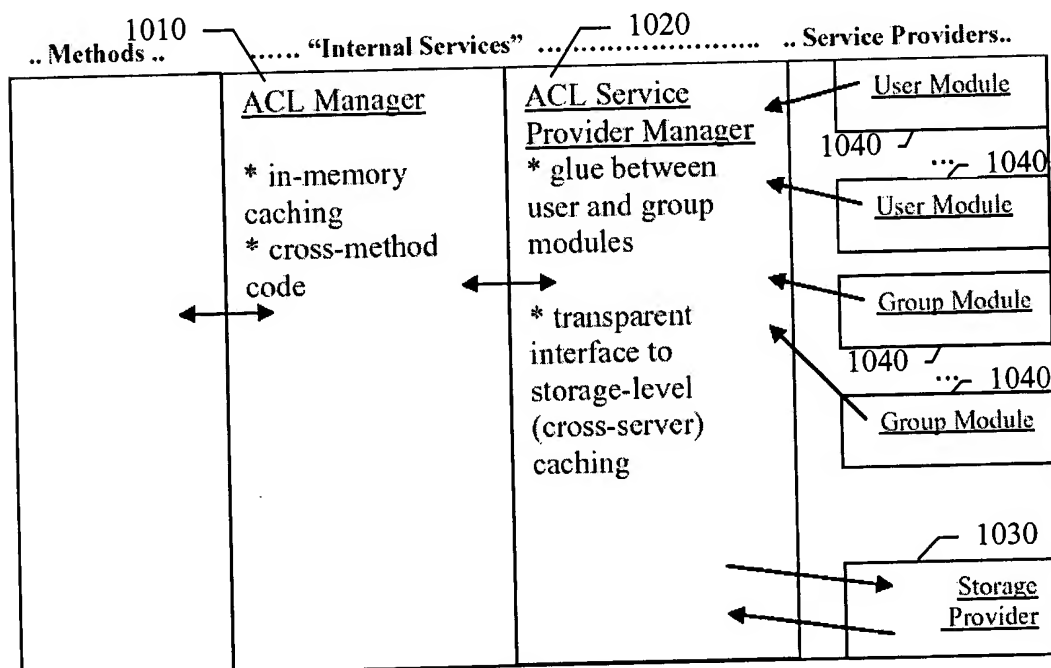 1010
1020
.. Methods .. ...... “Internal Services” ........................ .. Service Providers..
ACL Manager
* in-memory
caching
* cross-method
code
ACL Service
Provider Manager
* glue between
user and group
modules
* transparent
interface to
storage-level
(cross-server)
caching
User Module
1040
... 1040
User Module
Group Module
1040
... 1040
Group Module
1030
Storage
Provider